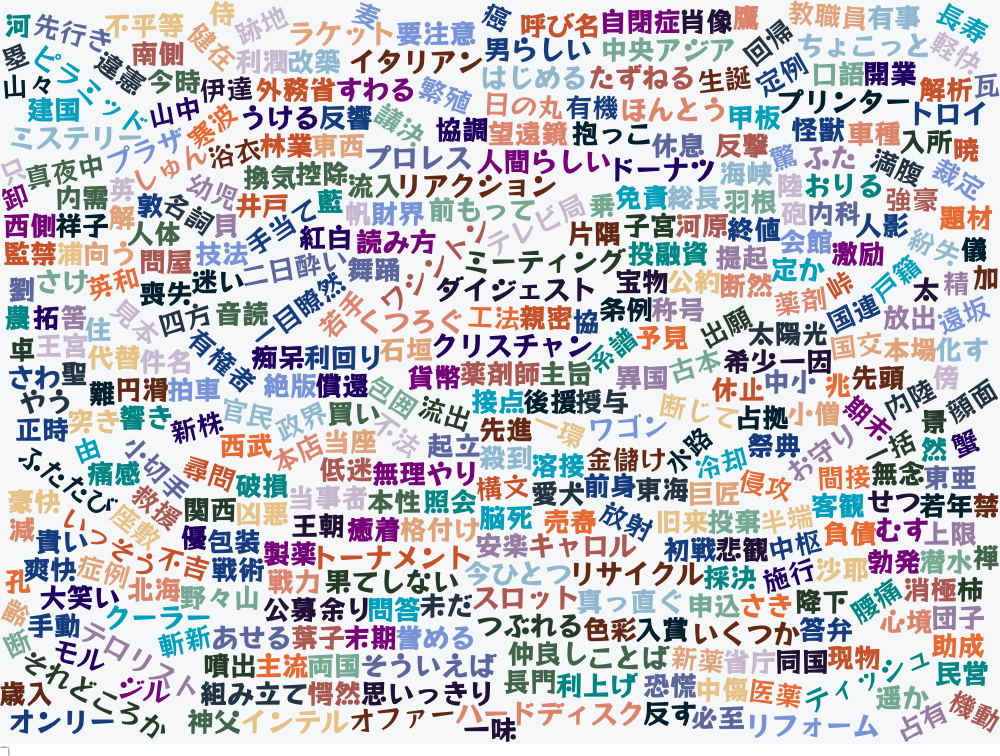 河 先行き 不平等 侍 跡地 ラケット 麦 要注意 癌 呼び名 自閉症 肖像 鷹 教職員 有事 長寿
塁 ピラミッド 違憲 南側 健在 利潤 改築 イタリアン 男らしい 中央アジア 回帰 ちょこっと 軽快
山々 今時 伊達 外務省 すわる 繁殖 はじめる たずねる 生誕 定例 口語 開業 解析 瓦
建国 山中 寒波 うける 反響 議決 日の丸 有機 ほんとう 甲板 プリンター トロイ
ミステリー プラザ しゅん 浴衣 林業 東西 協調 望遠鏡 抱っこ 休息 反撃 怪獣 車種 入所 暁
只 真夜中 プロレス 人間らしい ドーナツ 海峡 驚 ふた 満腹 裁定
卸 内需 英 幼児 換気 控除 流入 リアクション 免責 総長 羽根 陸 おりる 強豪
西側 祥子 解 敦 名詞 貝 井戸 手当て 藍 帆 財界 前もって テレビ局 乗 子宮 河原 終値 砲 内科 人影 題材
監禁 浦 向う 人体 問屋 技法 紅白 読み方 ワシントン 片隅 投融資 提起 会館 激励 紛失 儀
劉 さけ 英和 喪失 迷い 二日酔い 舞踊 ミーティング 宝物 公約 断然 定か 薬剤 峠 戸籍 太 精 加
農 拓 筈 住 見本 四方 音読 一目瞭然 若手 くつろぐ ダイジェスト 工法 親密 協 条例 称号 系譜 予見 出願 太陽光 国連 放出 遠坂
卓 王宮 代替 件名 有権者 痴呆 利回り 石垣 クリスチャン 古本 希少 一因 国交 本場 化す
さわ 聖 難 円滑 拍車 絶版 償還 包囲 貨幣 薬剤師 主旨 異国 休止 中小 兆 先頭 傍
やう 突き 響き 新株 官民 政界 買い 流出 接点 後援 授与 断じて 占拠 小僧 期末 内陸 顔面
正時 由 小切手 西武 本店 当座 不法 起立 先進 一環 ワゴン 水路 祭典 お守り 一括 景 然 蟹
ふたたび 痛感 尋問 破損 低迷 無理やり 殺到 溶接 金儲け 冷却 侵攻 間接 無念 東亜
豪快 座敷 救援 関西 凶悪 当事者 本性 照会 構文 愛犬 前身 東海 巨匠 客観 せつ 若年 禁
減 貴い いっそう 不吉 優 包装 王朝 癒着 格付け 脳死 売春 放射 旧来 投棄 半端 負債 むす 上限
孔 爽快 症例 戦術 製薬 トーナメント 安楽 キャロル 初戦 悲観 中枢 勃発 潜水 禅
齢 大笑い 北海 野々山 戦力 果てしない 今ひとつ リサイクル 採決 施行 沙耶 腰痛 消極 柿
断 手動 クーラー 斬新 公募 余り 問答 未だ スロット 真っ直ぐ 申込 さき 降下 心境 団子
それどころか モル テロリスト あせる 葉子 末期 誉める つぶれる 色彩 入賞 いくつか 答弁 助成
ジル 噴出 主流 両国 そういえば 仲良し ことば 新薬 省庁 同国 現物 ティッシュ 民営
歳入 組み立て 愕然 思いっきり 長門 利上げ 恐慌 中傷 医薬 遥か 機動
オンリー 神父 インテル オファー ハードディスク 一味 反す 必至 リフォーム 占有